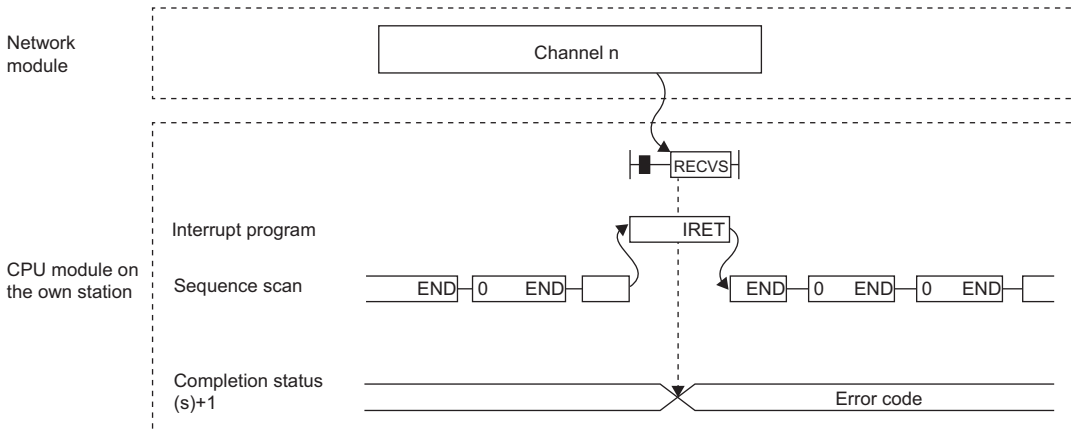 Network
module
Channel n
RECVS
Interrupt program
IRET
CPU module on
the own station
Sequence scan
END 0 END END 0 END 0 END
Completion status
(s)+1
Error code